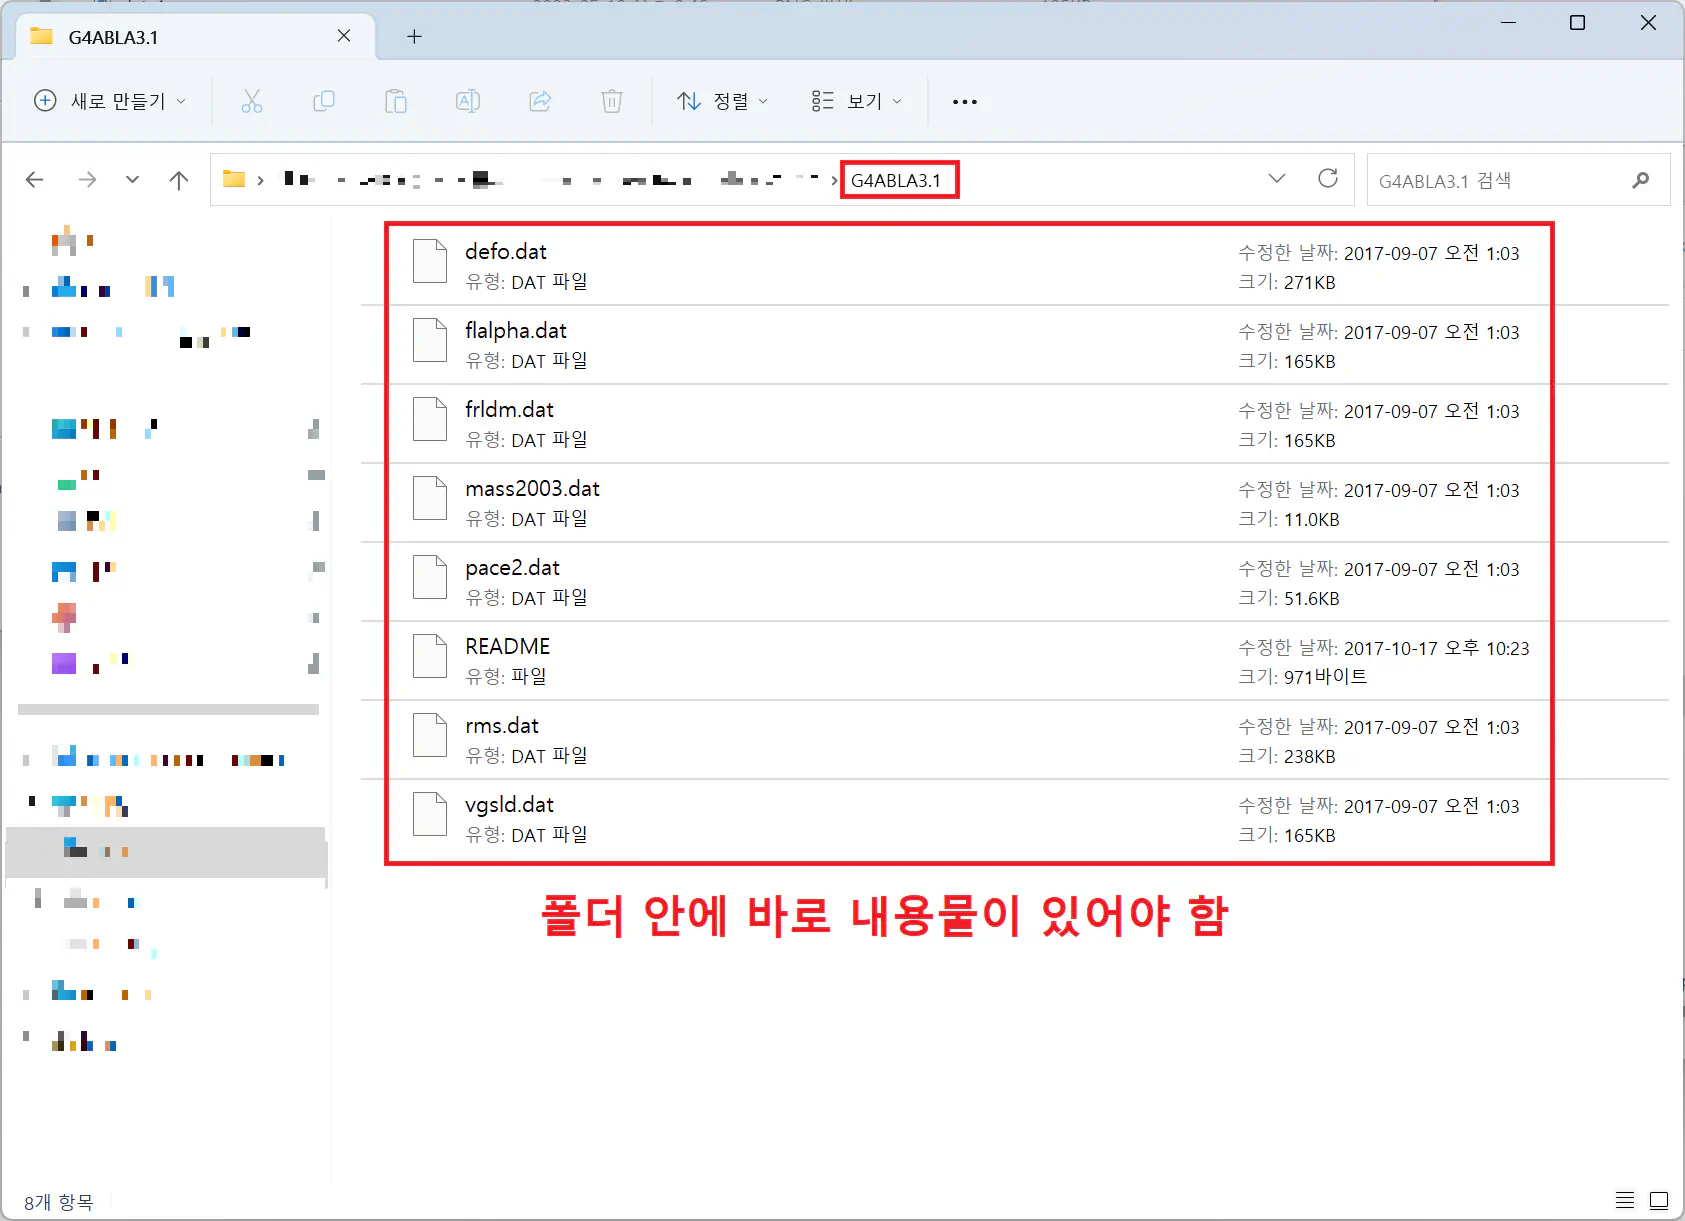 G4ABLA3.1
새로 만들기
정렬
보기
G4ABLA3.1
G4ABLA3.1 검색
defo.dat
유형: DAT 파일
수정한 날짜: 2017-09-07 오전 1:03
크기: 271KB
flalpha.dat
유형: DAT 파일
수정한 날짜: 2017-09-07 오전 1:03
크기: 165KB
frldm.dat
유형: DAT 파일
수정한 날짜: 2017-09-07 오전 1:03
크기: 165KB
mass2003.dat
유형: DAT 파일
수정한 날짜: 2017-09-07 오전 1:03
크기: 11.0KB
pace2.dat
유형: DAT 파일
수정한 날짜: 2017-09-07 오전 1:03
크기: 51.6KB
README
유형: 파일
수정한 날짜: 2017-10-17 오후 10:23
크기: 971바이트
rms.dat
유형: DAT 파일
수정한 날짜: 2017-09-07 오전 1:03
크기: 238KB
vgsld.dat
유형: DAT 파일
수정한 날짜: 2017-09-07 오전 1:03
크기: 165KB
폴더 안에 바로 내용물이 있어야 함
8개 항목